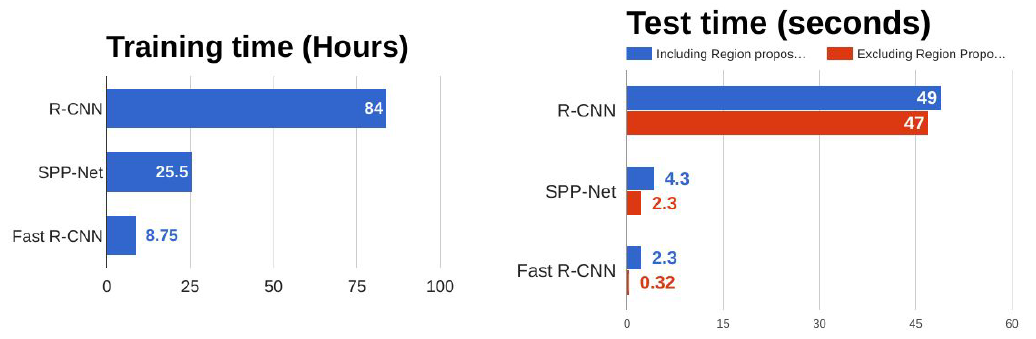 Training time (Hours)
R-CNN
84
SPP-Net
25.5
Fast R-CNN
8.75
0 25 50 75 100
Test time (seconds)
Including Region propos... Excluding Region Propo...
R-CNN
49
47
SPP-Net
4.3
2.3
Fast R-CNN
2.3
0.32
0 15 30 45 60